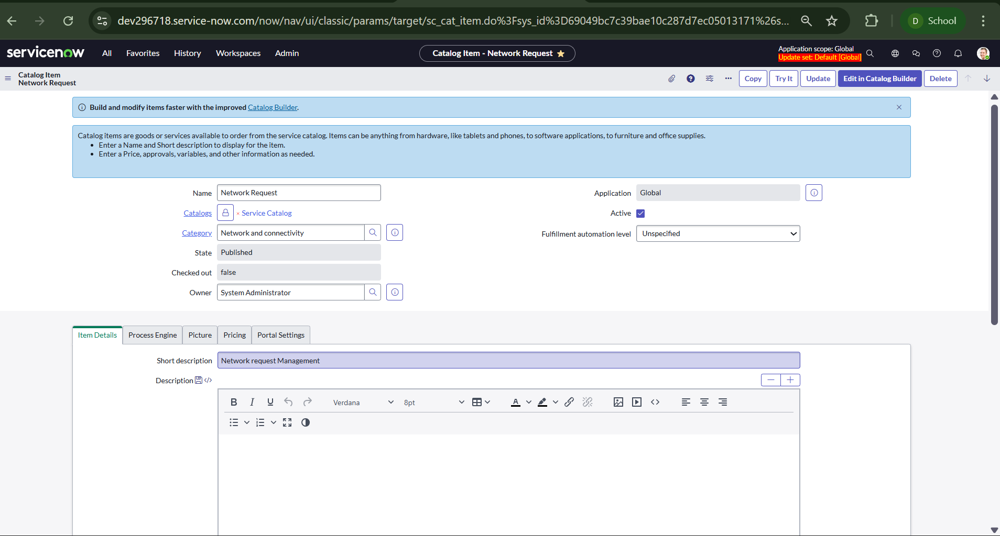 dev296718.service-now.com/now/nav/ui/classic/params/target/sc_cat_item.do%3Fsys_id%3D69049bc7c39bae10c287d7ec05013171%26s...
D School
servicenow All Favorites History Workspaces Admin
Catalog Item - Network Request
Application scope: Global
Update set: Default [Global]
Catalog Item
Network Request
Copy Try It Update Edit in Catalog Builder Delete
Build and modify items faster with the improved Catalog Builder.
Catalog items are goods or services available to order from the service catalog. Items can be anything from hardware, like tablets and phones, to software applications, to furniture and office supplies.
• Enter a Name and Short description to display for the item.
• Enter a Price, approvals, variables, and other information as needed.
Name Network Request
Application Global
Catalogs × Service Catalog
Active
Category Network and connectivity
Fulfillment automation level Unspecified
State Published
Checked out false
Owner System Administrator
Item Details Process Engine Picture Pricing Portal Settings
Short description Network request Management
Description
B I U Verdana 8pt A